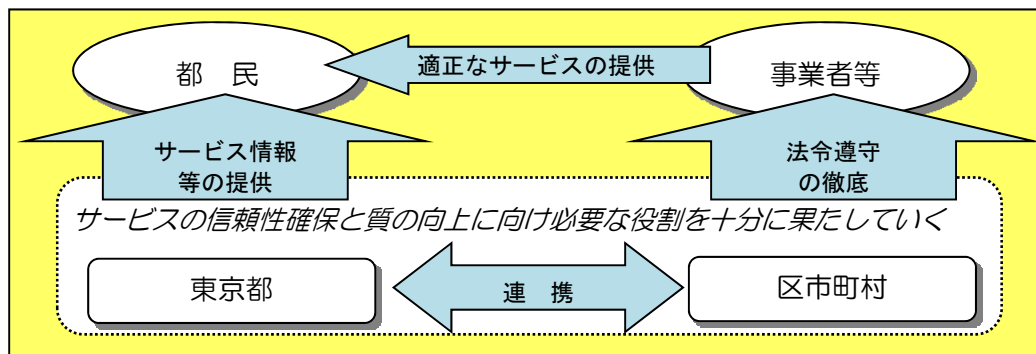 都　民
適正なサービスの提供
事業者等
サービス情報
等の提供
法令遵守
の徹底
サービスの信頼性確保と質の向上に向け必要な役割を十分に果たしていく
東京都
連　携
区市町村